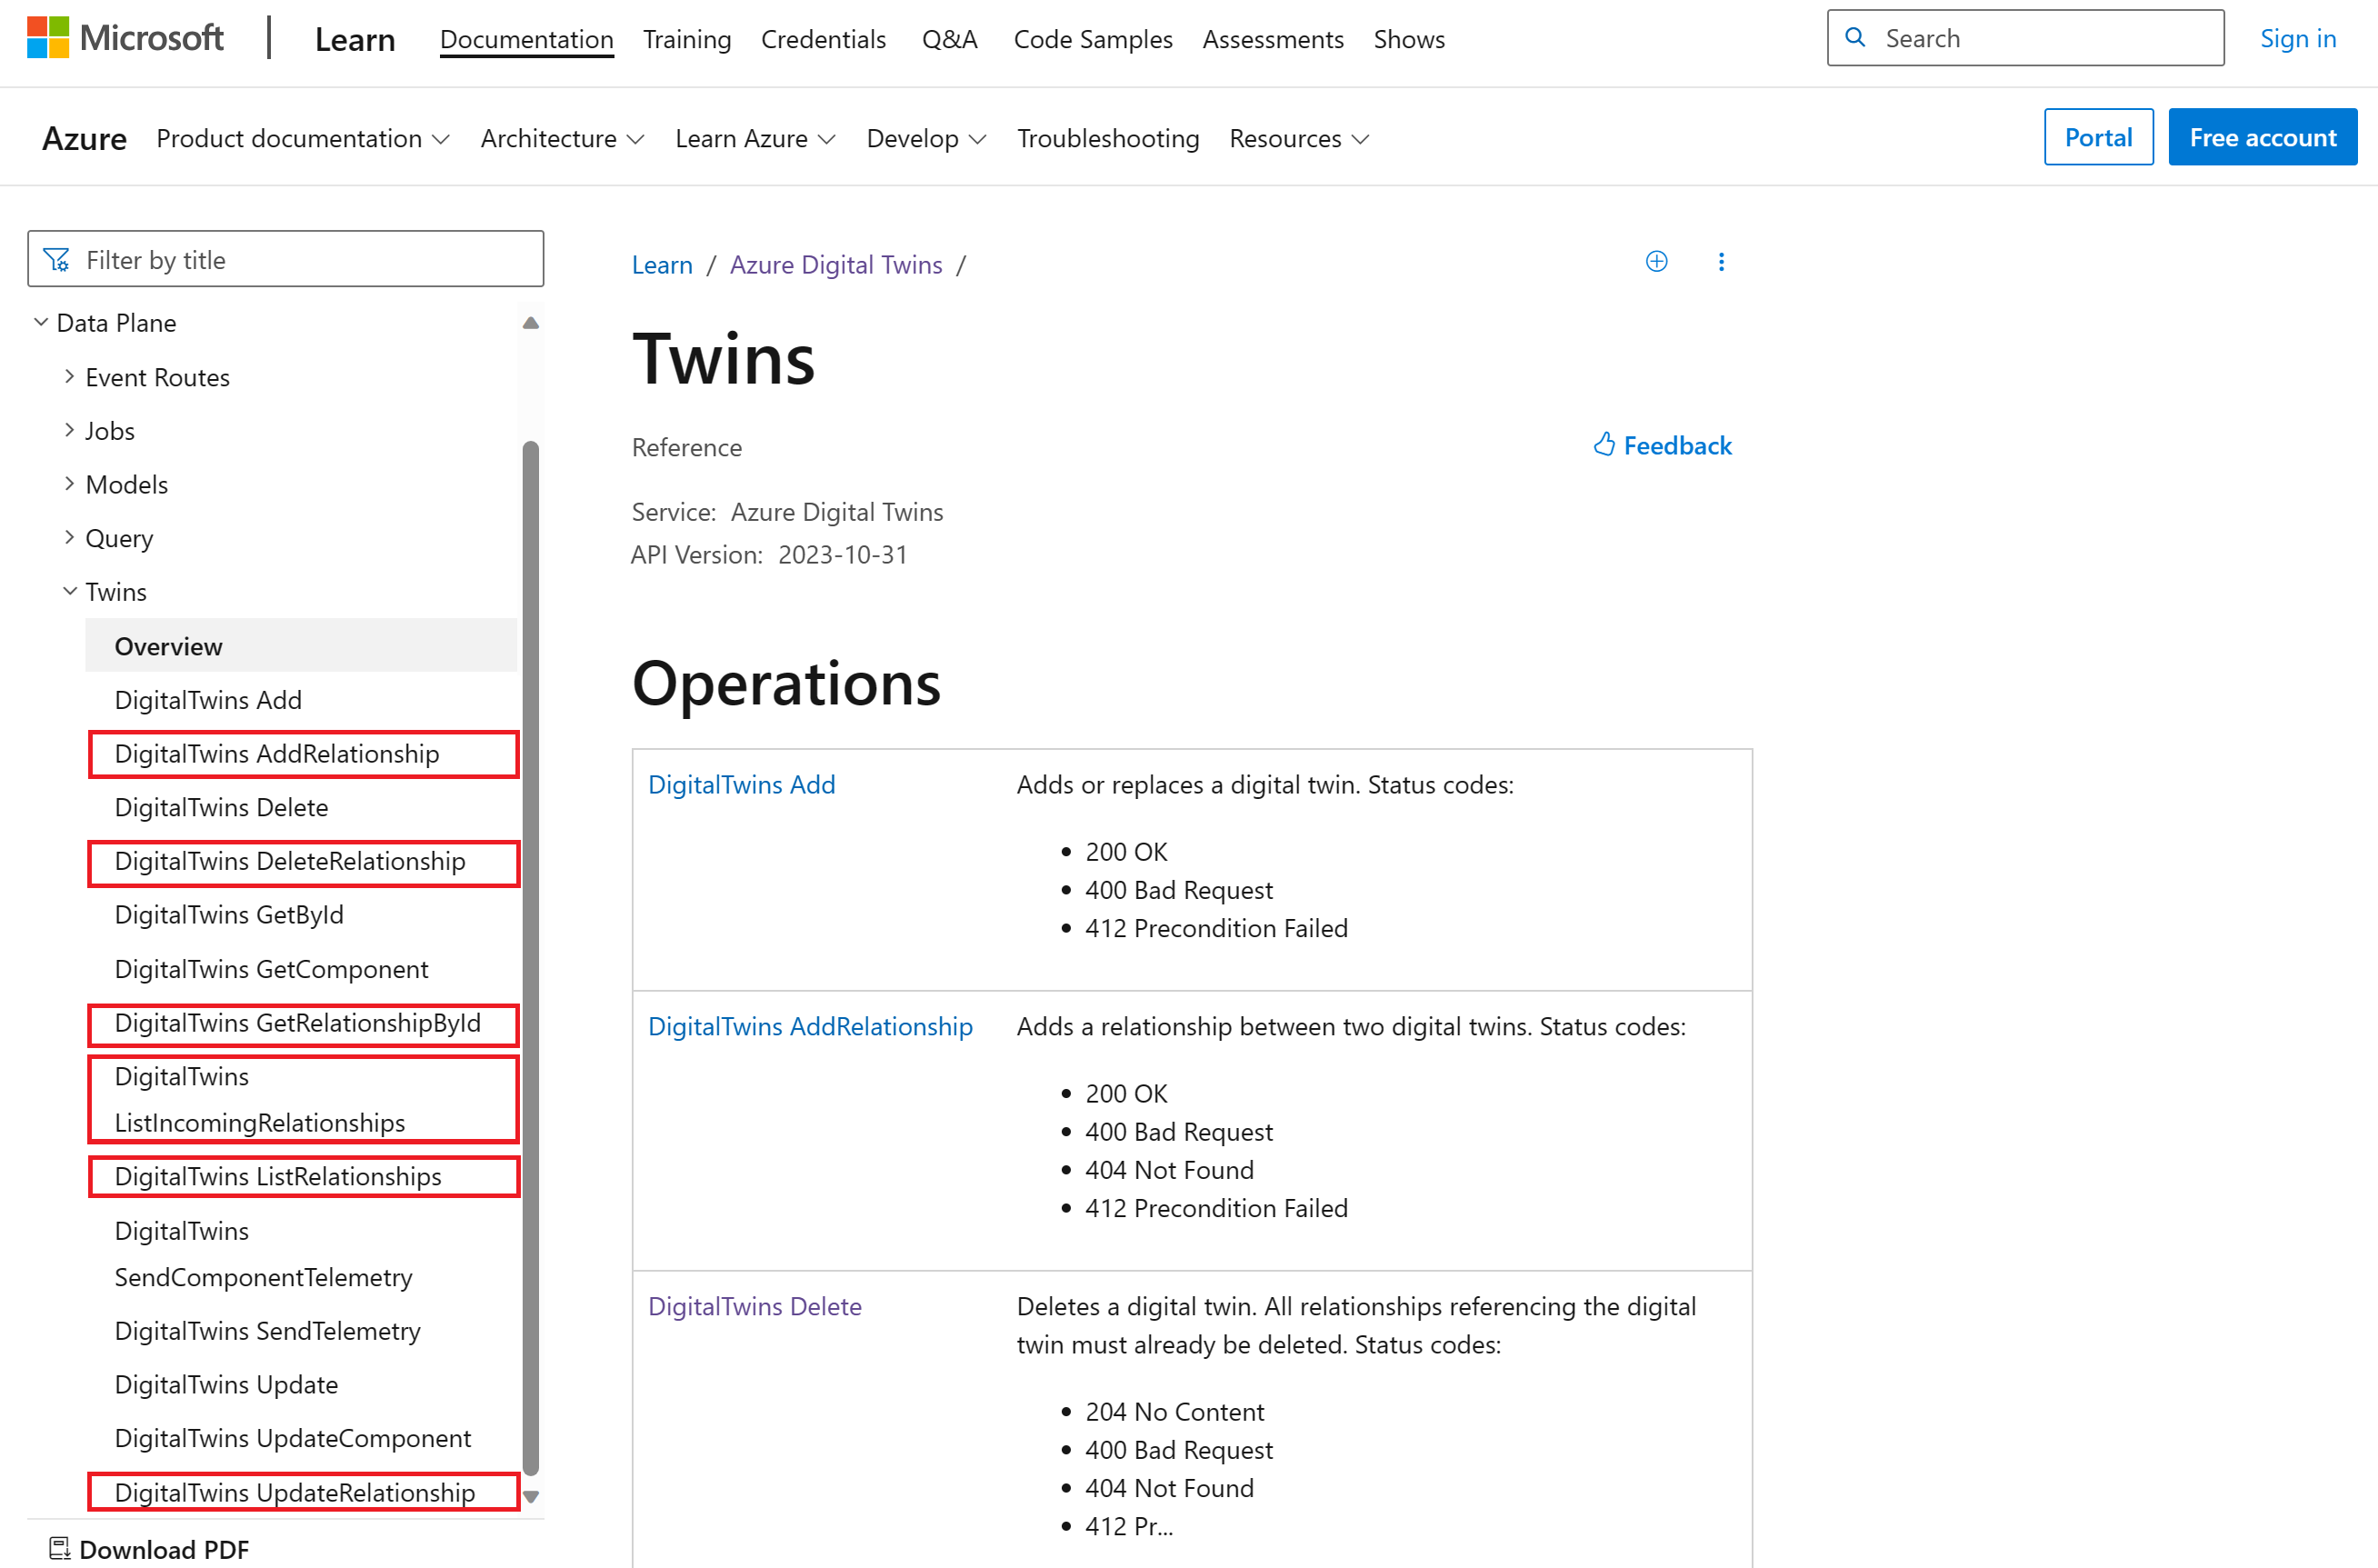 Microsoft
Learn
Documentation
Training
Credentials
Q&A
Code Samples
Assessments
Shows
Search
Sign in
Azure
Product documentation
Architecture
Learn Azure
Develop
Troubleshooting
Resources
Portal
Free account
Filter by title
Data Plane
Event Routes
Jobs
Models
Query
Twins
Overview
DigitalTwins Add
DigitalTwins AddRelationship
DigitalTwins Delete
DigitalTwins DeleteRelationship
DigitalTwins GetById
DigitalTwins GetComponent
DigitalTwins GetRelationshipById
DigitalTwins
ListIncomingRelationships
DigitalTwins ListRelationships
DigitalTwins
SendComponentTelemetry
DigitalTwins SendTelemetry
DigitalTwins Update
DigitalTwins UpdateComponent
DigitalTwins UpdateRelationship
Download PDF
Learn / Azure Digital Twins /
Twins
Reference
Feedback
Service: Azure Digital Twins
API Version: 2023-10-31
Operations
DigitalTwins Add
Adds or replaces a digital twin. Status codes:
• 200 OK
• 400 Bad Request
• 412 Precondition Failed
DigitalTwins AddRelationship
Adds a relationship between two digital twins. Status codes:
• 200 OK
• 400 Bad Request
• 404 Not Found
• 412 Precondition Failed
DigitalTwins Delete
Deletes a digital twin. All relationships referencing the digital
twin must already be deleted. Status codes:
• 204 No Content
• 400 Bad Request
• 404 Not Found
• 412 Pr...